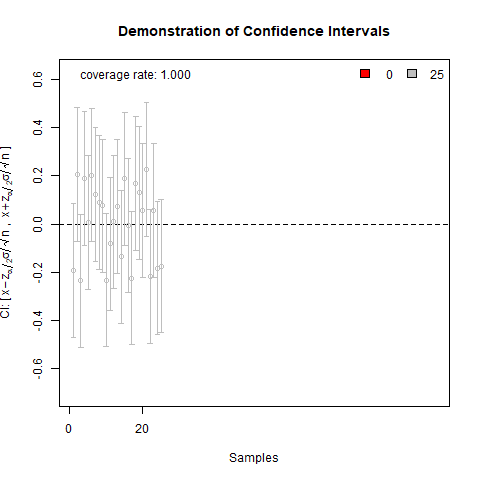 Demonstration of Confidence Intervals
coverage rate: 1.000
0
25
CI: [ x−zα/2σ/√n , x+zα/2σ/√n ]
0.6
0.4
0.2
0.0
-0.2
-0.4
-0.6
0
20
Samples